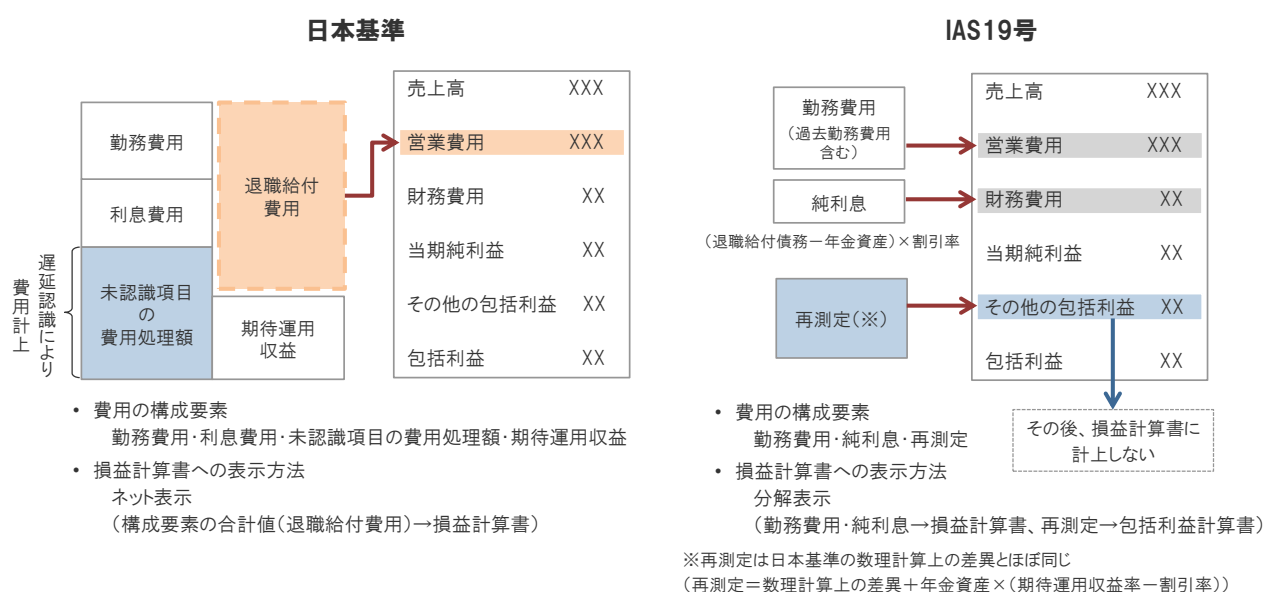 日本基準
勤務費用
利息費用
未認識項目
の
費用処理額
遅延認識により
費用計上
退職給付
費用
期待運用
収益
売上高 XXX
営業費用 XXX
財務費用 XX
当期純利益 XX
その他の包括利益 XX
包括利益 XX
• 費用の構成要素
勤務費用・利息費用・未認識項目の費用処理額・期待運用収益
• 損益計算書への表示方法
ネット表示
（構成要素の合計値（退職給付費用）→損益計算書）
IAS19号
勤務費用
（過去勤務費用
含む）
純利息
（退職給付債務－年金資産）×割引率
再測定（※）
売上高 XXX
営業費用 XXX
財務費用 XX
当期純利益 XX
その他の包括利益 XX
包括利益 XX
その後、損益計算書に
計上しない
• 費用の構成要素
勤務費用・純利息・再測定
• 損益計算書への表示方法
分解表示
（勤務費用・純利息→損益計算書、再測定→包括利益計算書）
※再測定は日本基準の数理計算上の差異とほぼ同じ
（再測定＝数理計算上の差異＋年金資産×（期待運用収益率－割引率））